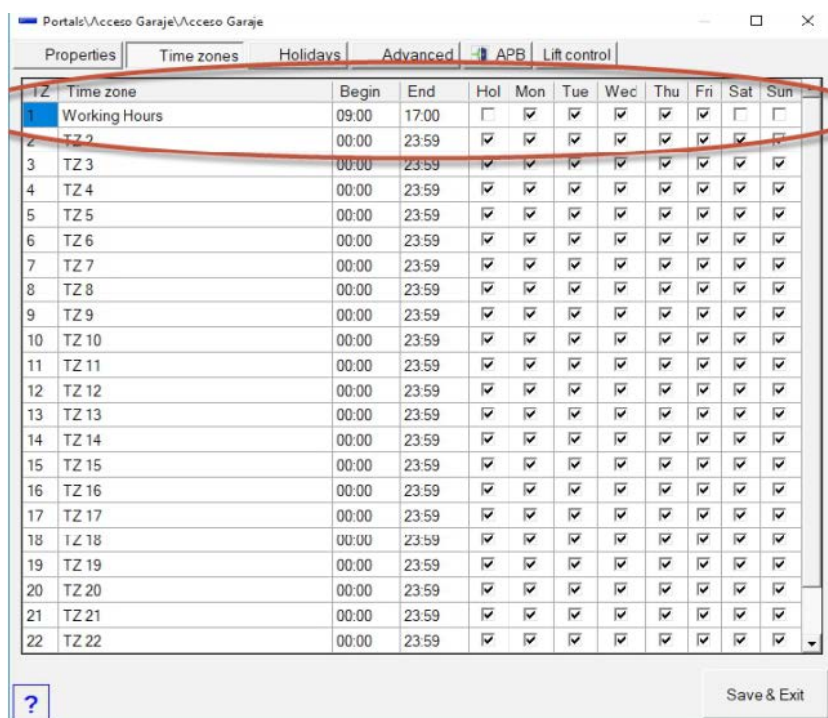 Portals\Acceso Garaje\Acceso Garaje
Properties Time zones Holidays Advanced APB Lift control
TZ Time zone Begin End Hol Mon Tue Wed Thu Fri Sat Sun
1 Working Hours 09:00 17:00
2 TZ 2 00:00 23:59
3 TZ 3 00:00 23:59
4 TZ 4 00:00 23:59
5 TZ 5 00:00 23:59
6 TZ 6 00:00 23:59
7 TZ 7 00:00 23:59
8 TZ 8 00:00 23:59
9 TZ 9 00:00 23:59
10 TZ 10 00:00 23:59
11 TZ 11 00:00 23:59
12 TZ 12 00:00 23:59
13 TZ 13 00:00 23:59
14 TZ 14 00:00 23:59
15 TZ 15 00:00 23:59
16 TZ 16 00:00 23:59
17 TZ 17 00:00 23:59
18 TZ 18 00:00 23:59
19 TZ 19 00:00 23:59
20 TZ 20 00:00 23:59
21 TZ 21 00:00 23:59
22 TZ 22 00:00 23:59
? Save & Exit